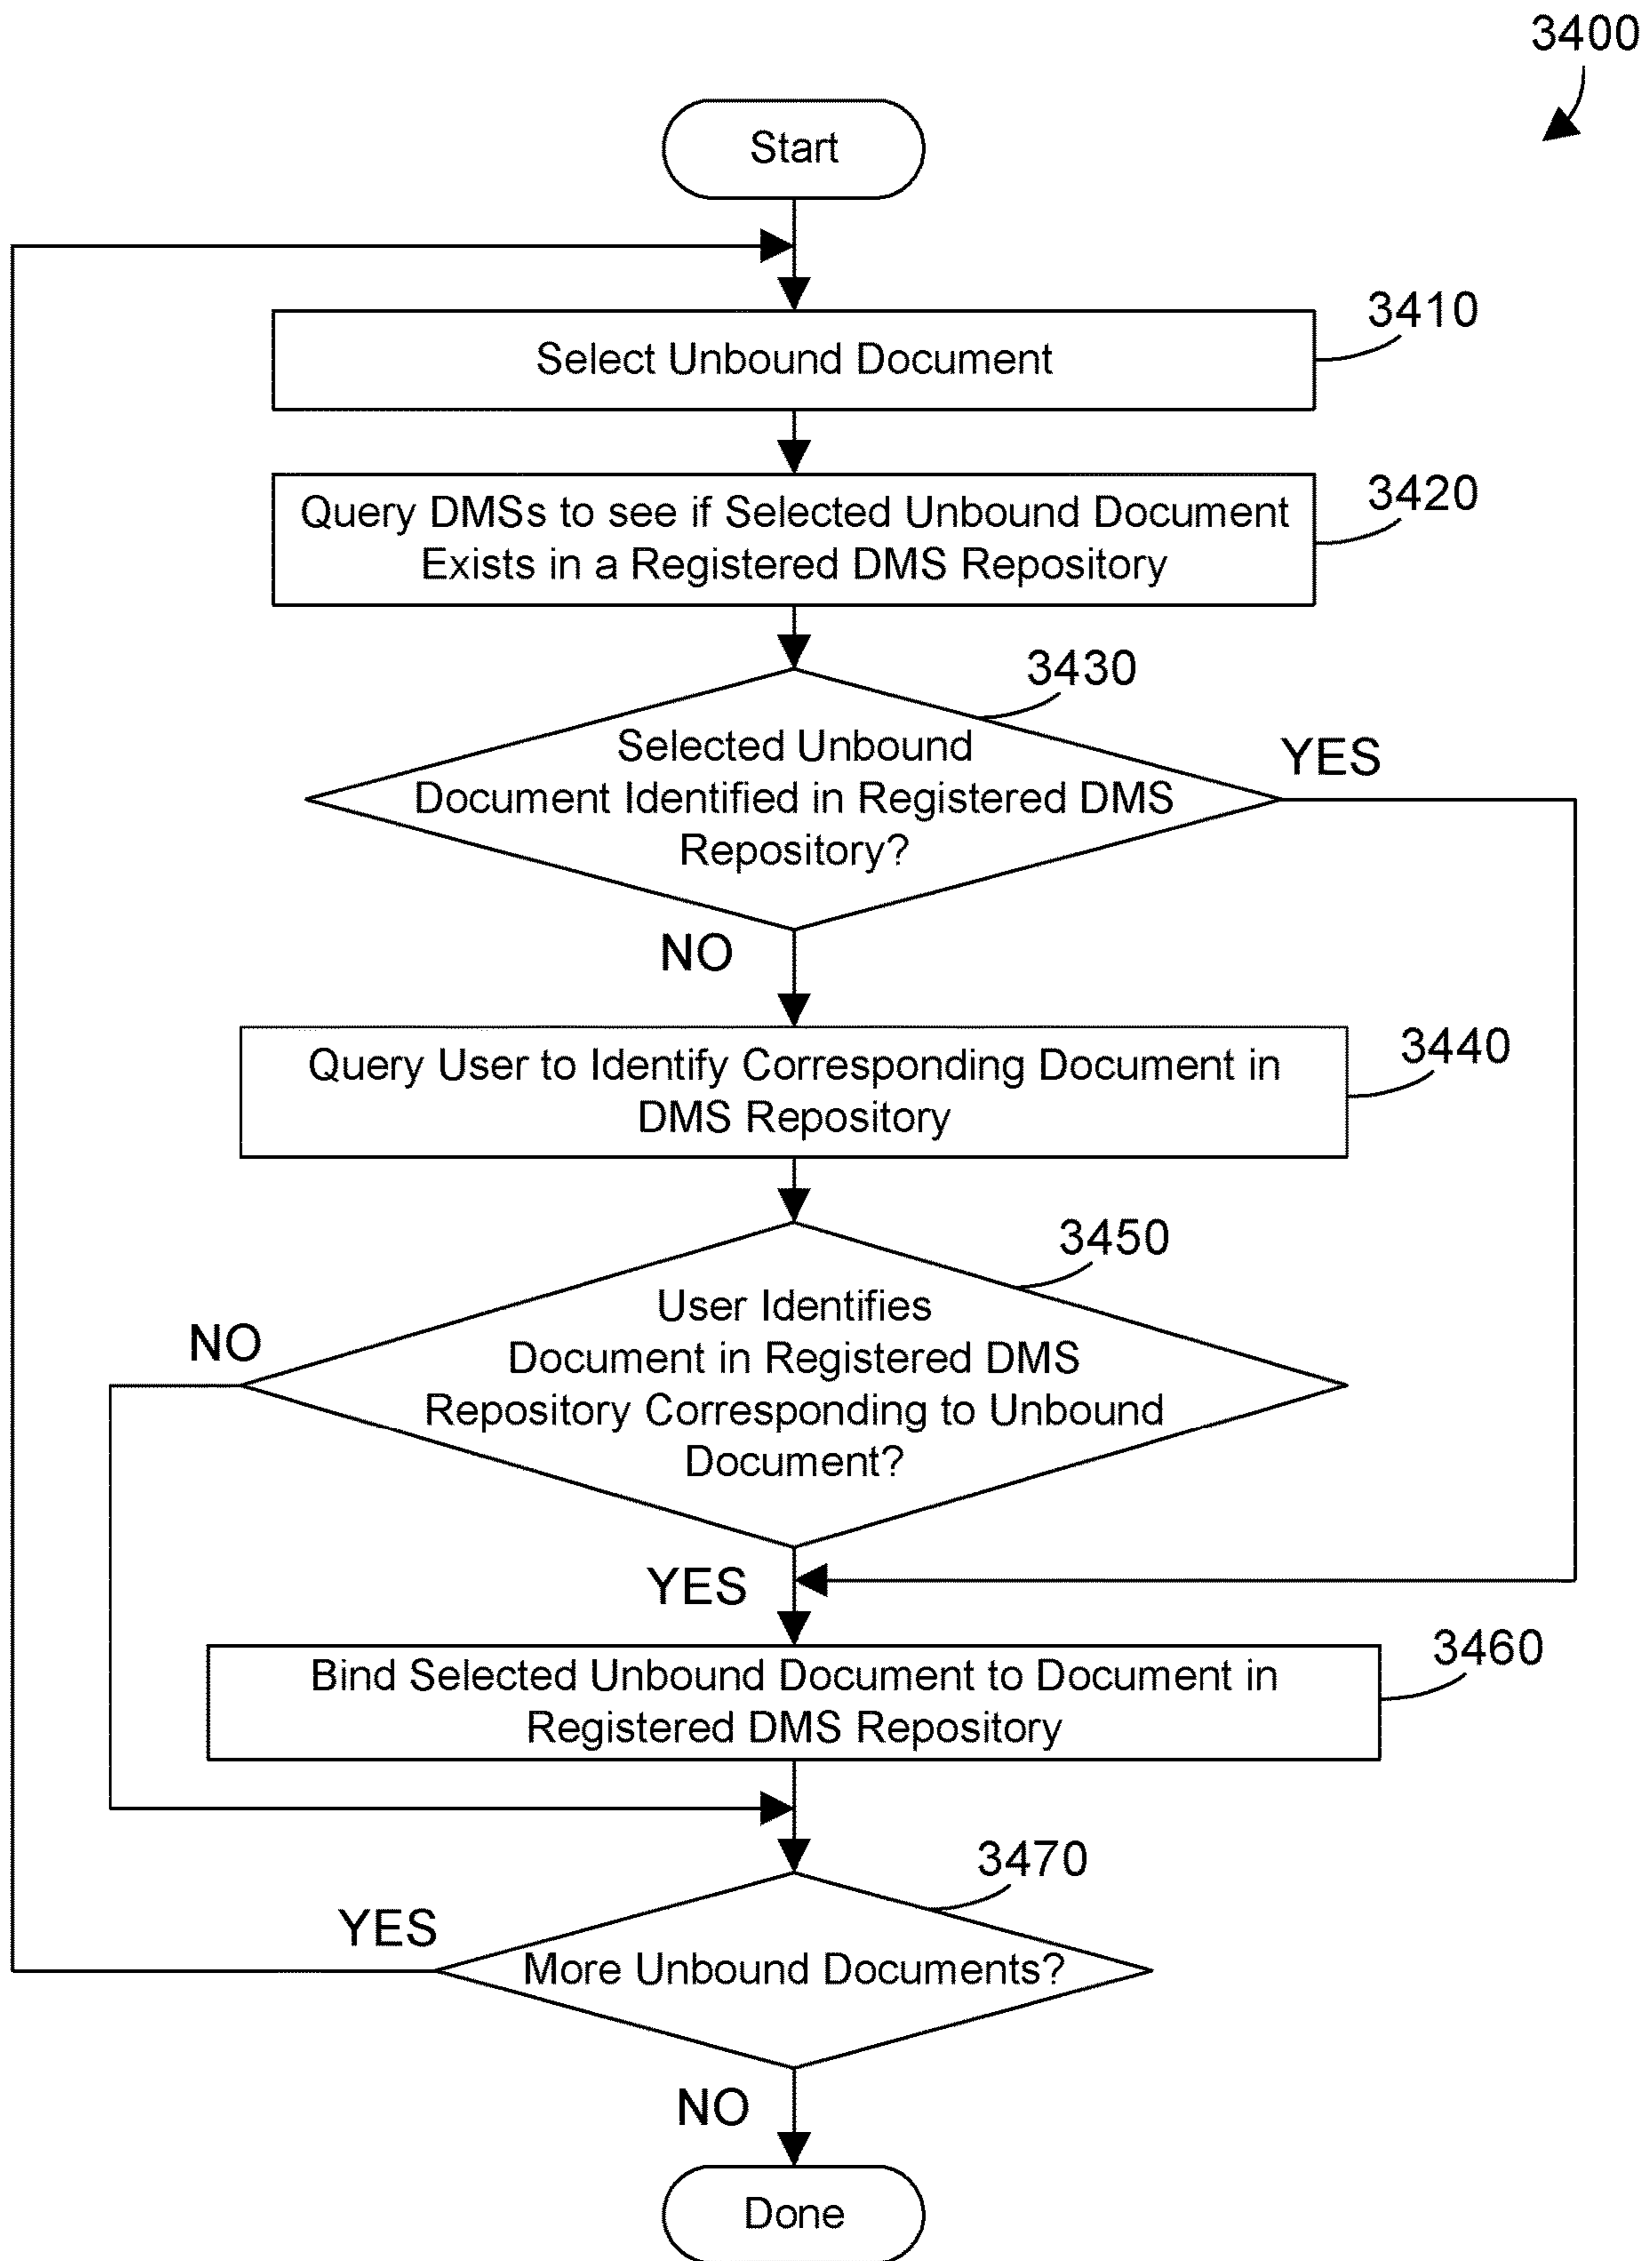 3400
Start
3410
Select Unbound Document
3420
Query DMSs to see if Selected Unbound Document
Exists in a Registered DMS Repository
3430
Selected Unbound
Document Identified in Registered DMS
Repository?
YES
NO
3440
Query User to Identify Corresponding Document in
DMS Repository
3450
User Identifies
Document in Registered DMS
Repository Corresponding to Unbound
Document?
NO
YES
3460
Bind Selected Unbound Document to Document in
Registered DMS Repository
3470
YES
More Unbound Documents?
NO
Done